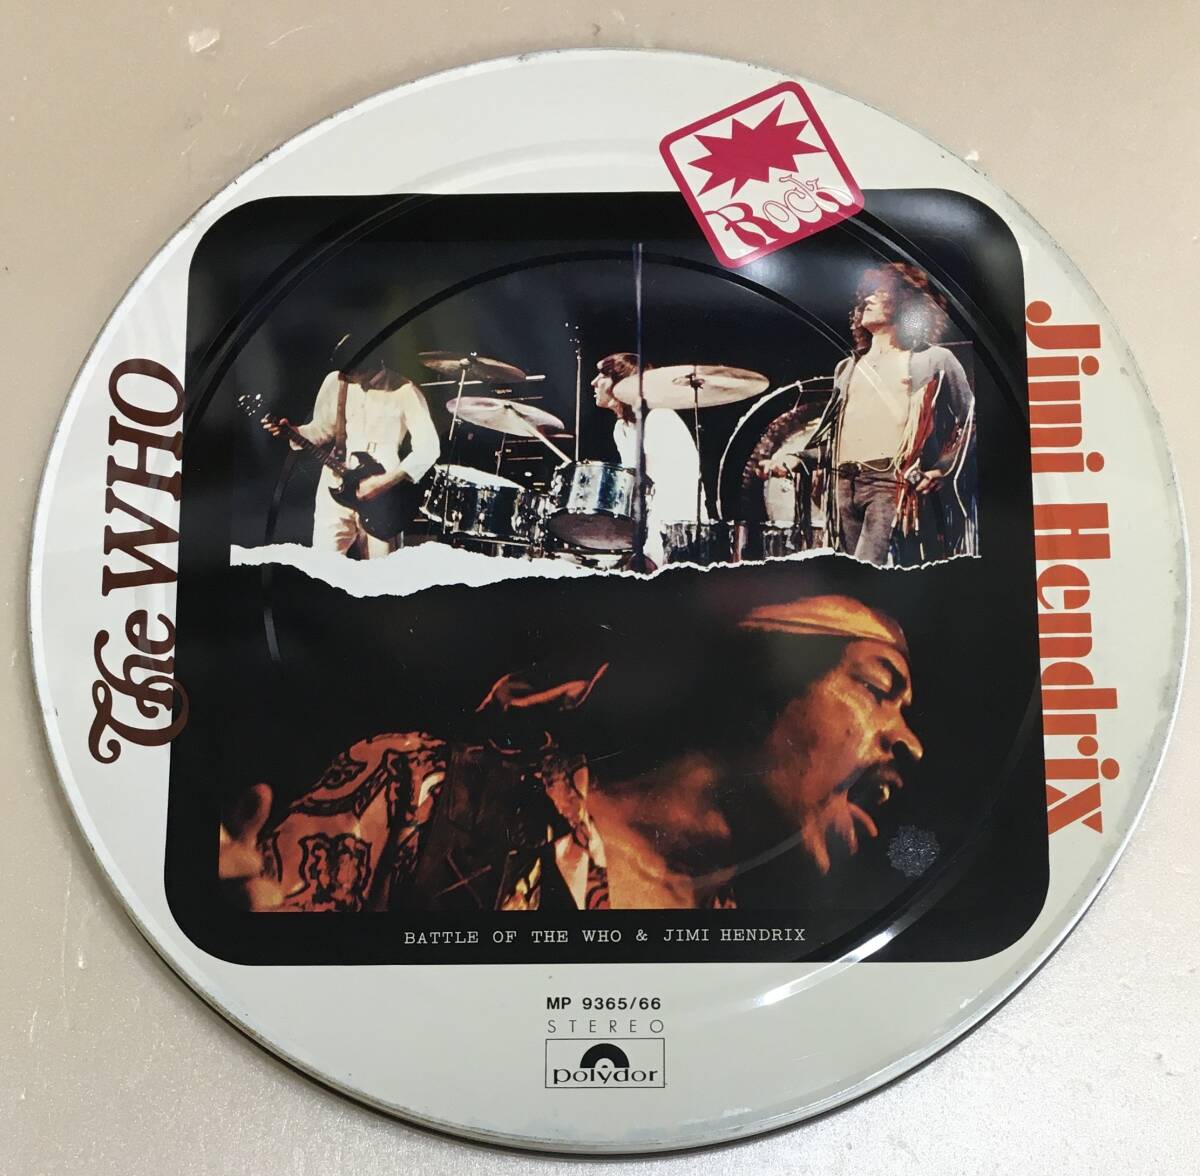 Rock
The WHO
Jimi Hendrix
BATTLE OF THE WHO & JIMI HENDRIX
MP 9365/66
STEREO
polydor